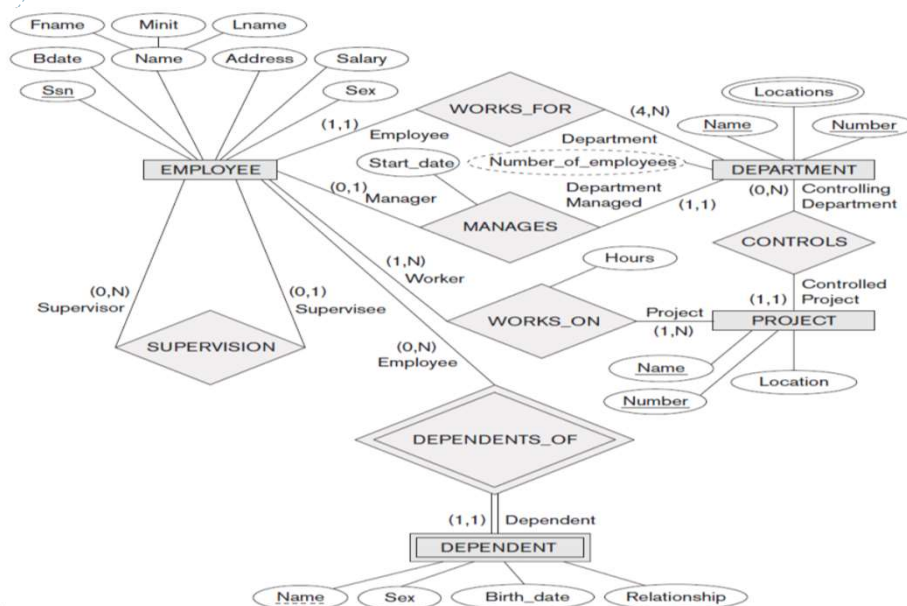 Fname Minit Lname
Bdate Name Address Salary
Ssn Sex
WORKS_FOR
(1,1)
Employee
(4,N)
Department
Locations
Name Number
Start_date
Number_of_employees
EMPLOYEE
DEPARTMENT
(0,1)
Manager
MANAGES
Department
Managed
(1,1)
(0,N) Controlling
Department
CONTROLS
Hours
(1,N)
Worker
(0,N)
Supervisor
(0,1)
Supervisee
WORKS_ON
Project
(1,N)
(1,1)
Controlled
Project
PROJECT
SUPERVISION
(0,N)
Employee
Name
Location
Number
DEPENDENTS_OF
(1,1) Dependent
DEPENDENT
Name Sex Birth_date Relationship